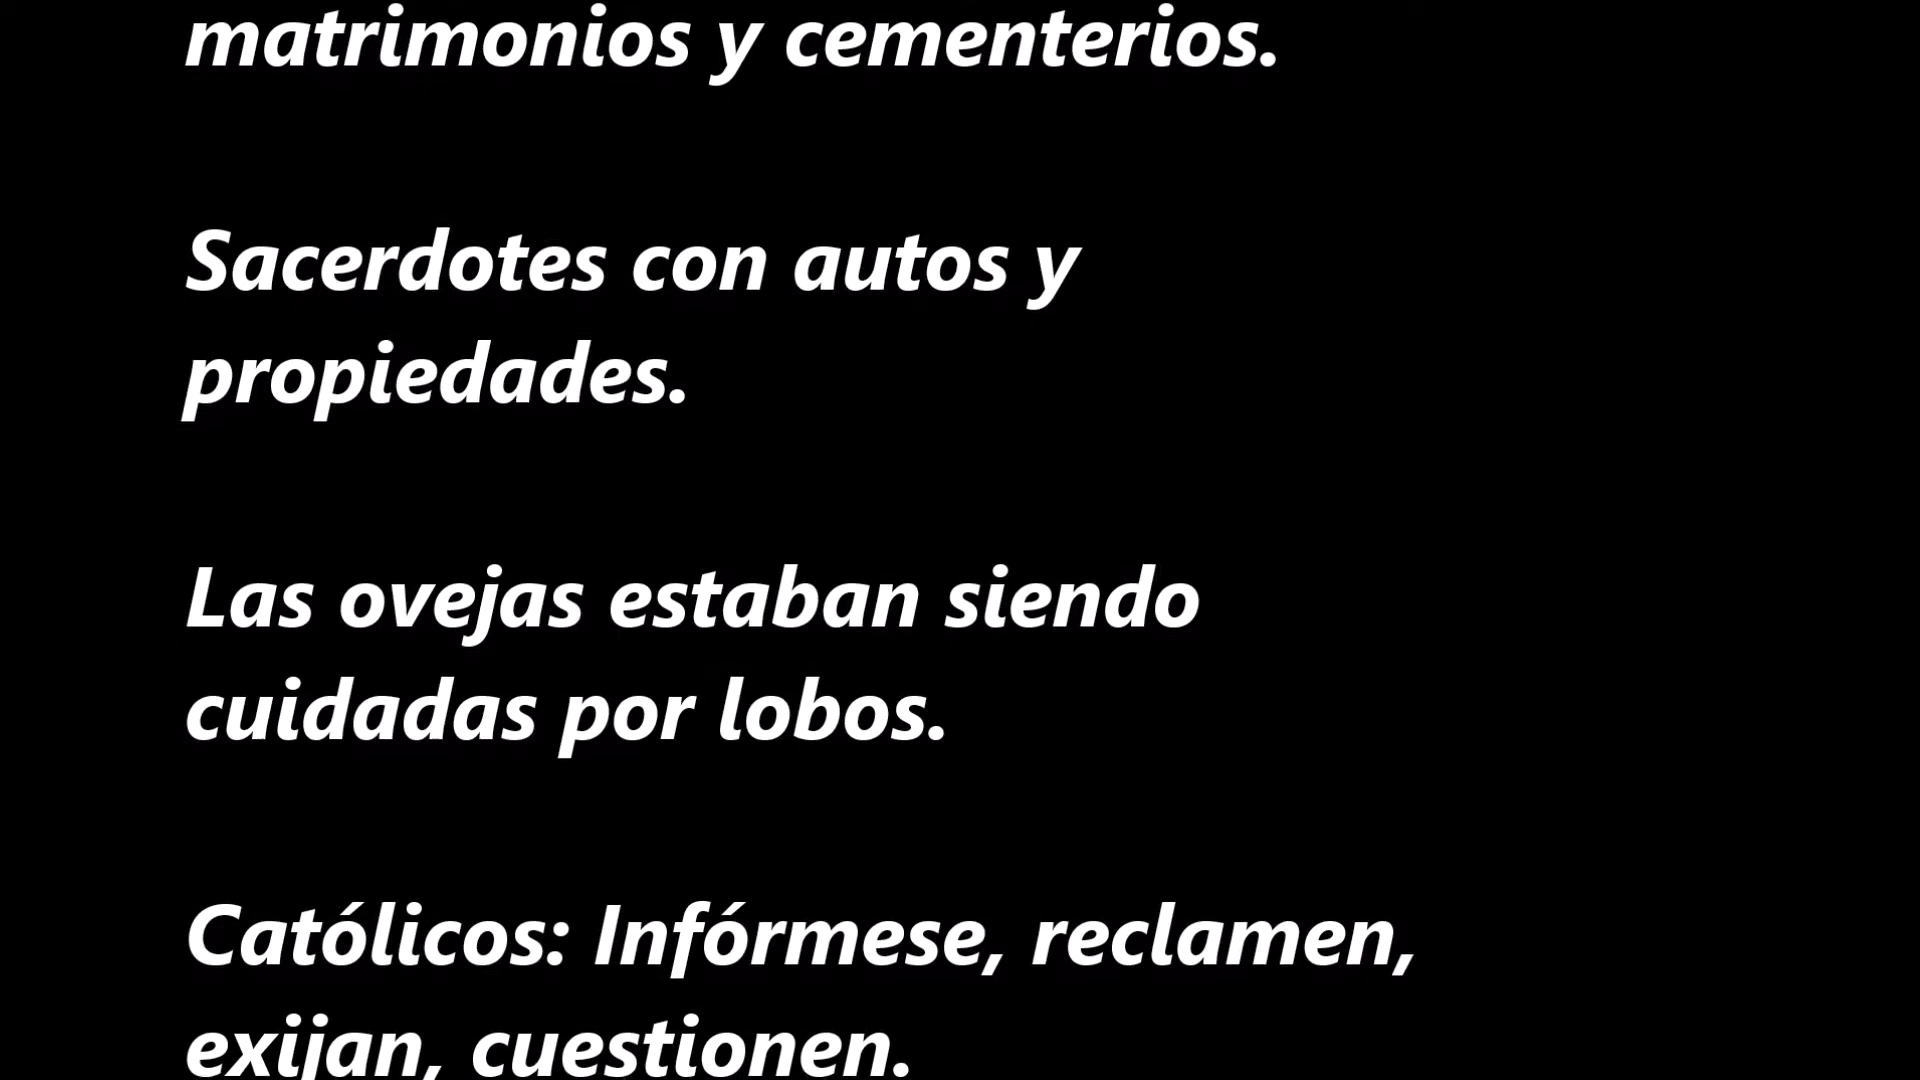 matrimonios y cementerios.
Sacerdotes con autos y
propiedades.
Las ovejas estaban siendo
cuidadas por lobos.
Católicos: Infórmese, reclamen,
exijan, cuestionen.